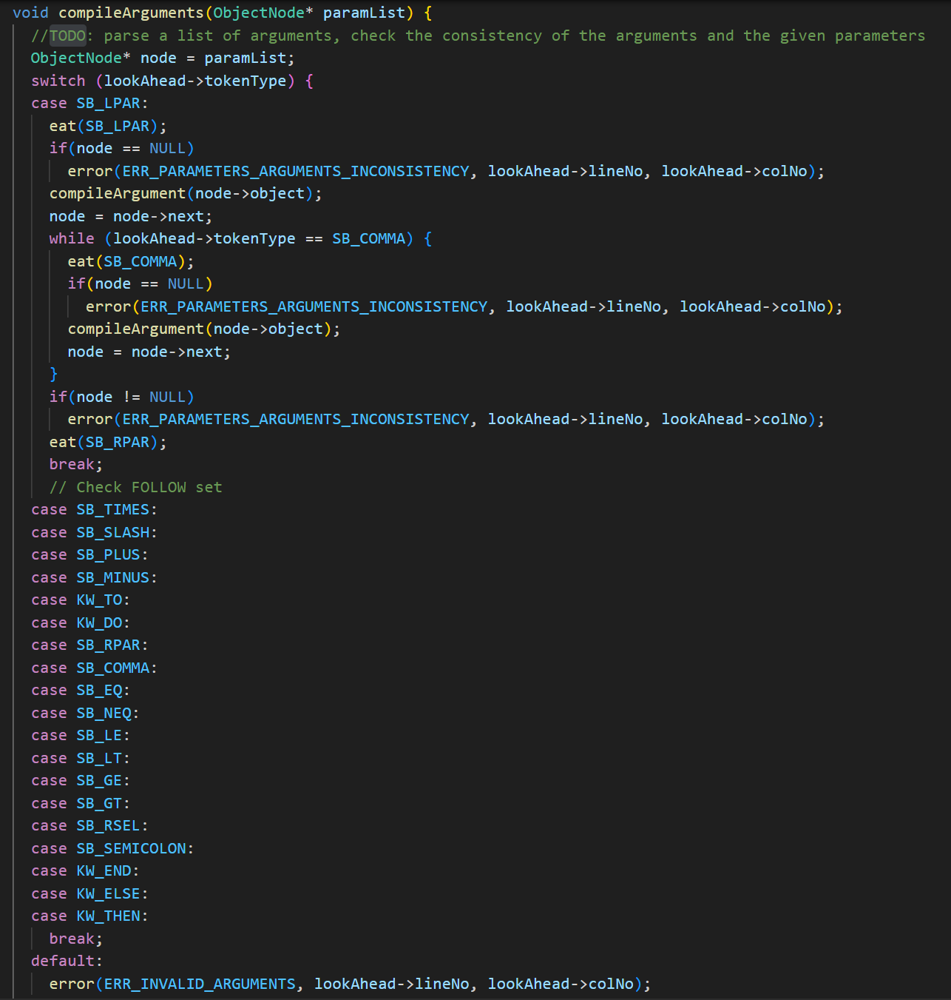 void compileArguments(ObjectNode* paramList) {
  //TODO: parse a list of arguments, check the consistency of the arguments and the given parameters
  ObjectNode* node = paramList;
  switch (lookAhead->tokenType) {
  case SB_LPAR:
    eat(SB_LPAR);
    if(node == NULL)
      error(ERR_PARAMETERS_ARGUMENTS_INCONSISTENCY, lookAhead->lineNo, lookAhead->colNo);
    compileArgument(node->object);
    node = node->next;
    while (lookAhead->tokenType == SB_COMMA) {
      eat(SB_COMMA);
      if(node == NULL)
        error(ERR_PARAMETERS_ARGUMENTS_INCONSISTENCY, lookAhead->lineNo, lookAhead->colNo);
      compileArgument(node->object);
      node = node->next;
    }
    if(node != NULL)
      error(ERR_PARAMETERS_ARGUMENTS_INCONSISTENCY, lookAhead->lineNo, lookAhead->colNo);
    eat(SB_RPAR);
    break;
    // Check FOLLOW set
  case SB_TIMES:
  case SB_SLASH:
  case SB_PLUS:
  case SB_MINUS:
  case KW_TO:
  case KW_DO:
  case SB_RPAR:
  case SB_COMMA:
  case SB_EQ:
  case SB_NEQ:
  case SB_LE:
  case SB_LT:
  case SB_GE:
  case SB_GT:
  case SB_RSEL:
  case SB_SEMICOLON:
  case KW_END:
  case KW_ELSE:
  case KW_THEN:
    break;
  default:
    error(ERR_INVALID_ARGUMENTS, lookAhead->lineNo, lookAhead->colNo);